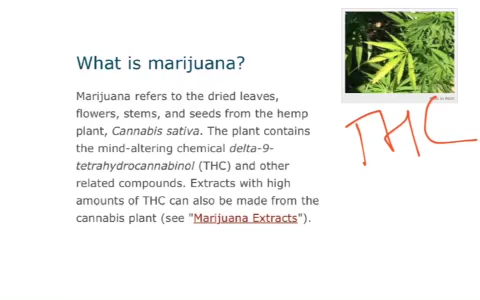 What is marijuana?
Marijuana refers to the dried leaves,
flowers, stems, and seeds from the hemp
plant, Cannabis sativa. The plant contains
the mind-altering chemical delta-9-
tetrahydrocannabinol (THC) and other
related compounds. Extracts with high
amounts of THC can also be made from the
cannabis plant (see "Marijuana Extracts").
THC